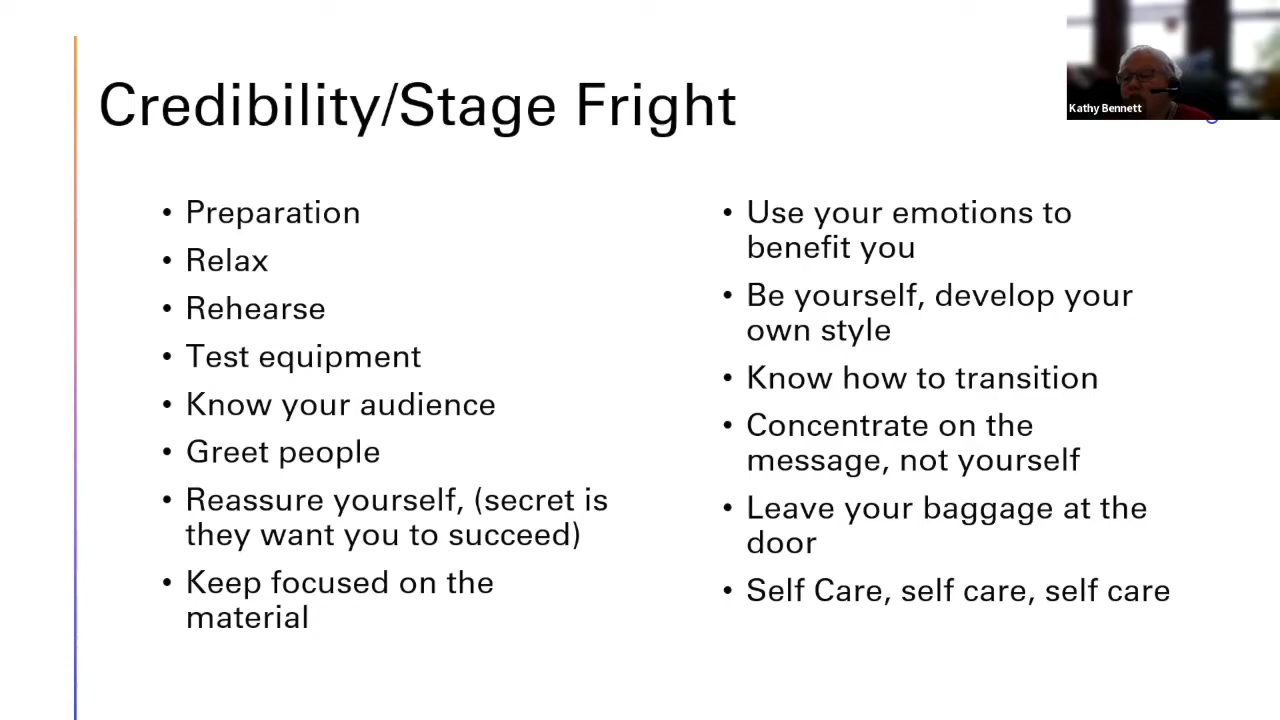 Credibility/Stage Fright
Kathy Bennett
• Preparation
• Relax
• Rehearse
• Test equipment
• Know your audience
• Greet people
• Reassure yourself, (secret is
they want you to succeed)
• Keep focused on the
material
• Use your emotions to
benefit you
• Be yourself, develop your
own style
• Know how to transition
• Concentrate on the
message, not yourself
• Leave your baggage at the
door
• Self Care, self care, self care